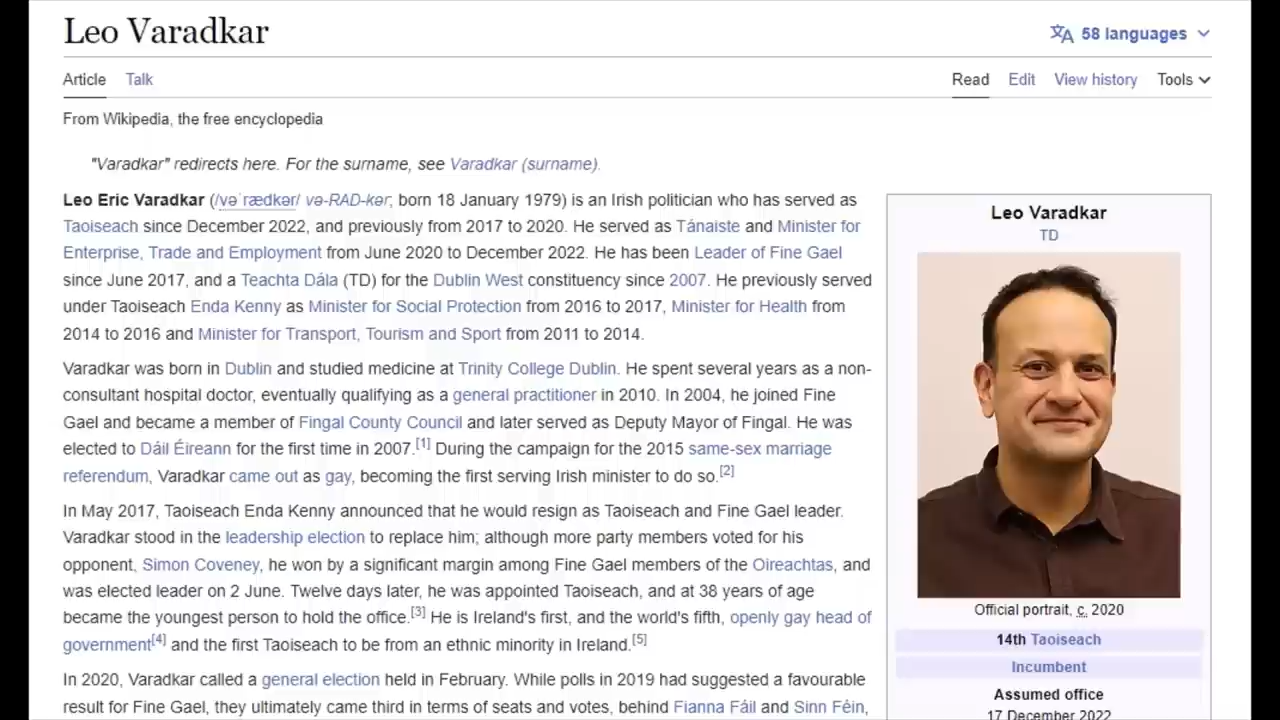 Leo Varadkar
58 languages
Article Talk
Read Edit View history Tools
From Wikipedia, the free encyclopedia
"Varadkar" redirects here. For the surname, see Varadkar (surname).
Leo Eric Varadkar (/vəˈrædkər/ və-RAD-kər; born 18 January 1979) is an Irish politician who has served as
Taoiseach since December 2022, and previously from 2017 to 2020. He served as Tánaiste and Minister for
Enterprise, Trade and Employment from June 2020 to December 2022. He has been Leader of Fine Gael
since June 2017, and a Teachta Dála (TD) for the Dublin West constituency since 2007. He previously served
under Taoiseach Enda Kenny as Minister for Social Protection from 2016 to 2017, Minister for Health from
2014 to 2016 and Minister for Transport, Tourism and Sport from 2011 to 2014.
Varadkar was born in Dublin and studied medicine at Trinity College Dublin. He spent several years as a non-
consultant hospital doctor, eventually qualifying as a general practitioner in 2010. In 2004, he joined Fine
Gael and became a member of Fingal County Council and later served as Deputy Mayor of Fingal. He was
elected to Dáil Éireann for the first time in 2007.[1] During the campaign for the 2015 same-sex marriage
referendum, Varadkar came out as gay, becoming the first serving Irish minister to do so.[2]
In May 2017, Taoiseach Enda Kenny announced that he would resign as Taoiseach and Fine Gael leader.
Varadkar stood in the leadership election to replace him; although more party members voted for his
opponent, Simon Coveney, he won by a significant margin among Fine Gael members of the Oireachtas, and
was elected leader on 2 June. Twelve days later, he was appointed Taoiseach, and at 38 years of age
became the youngest person to hold the office.[3] He is Ireland's first, and the world's fifth, openly gay head of
government[4] and the first Taoiseach to be from an ethnic minority in Ireland.[5]
In 2020, Varadkar called a general election held in February. While polls in 2019 had suggested a favourable
result for Fine Gael, they ultimately came third in terms of seats and votes, behind Fianna Fáil and Sinn Féin,
Leo Varadkar
TD
Official portrait, c. 2020
14th Taoiseach
Incumbent
Assumed office
17 December 2022